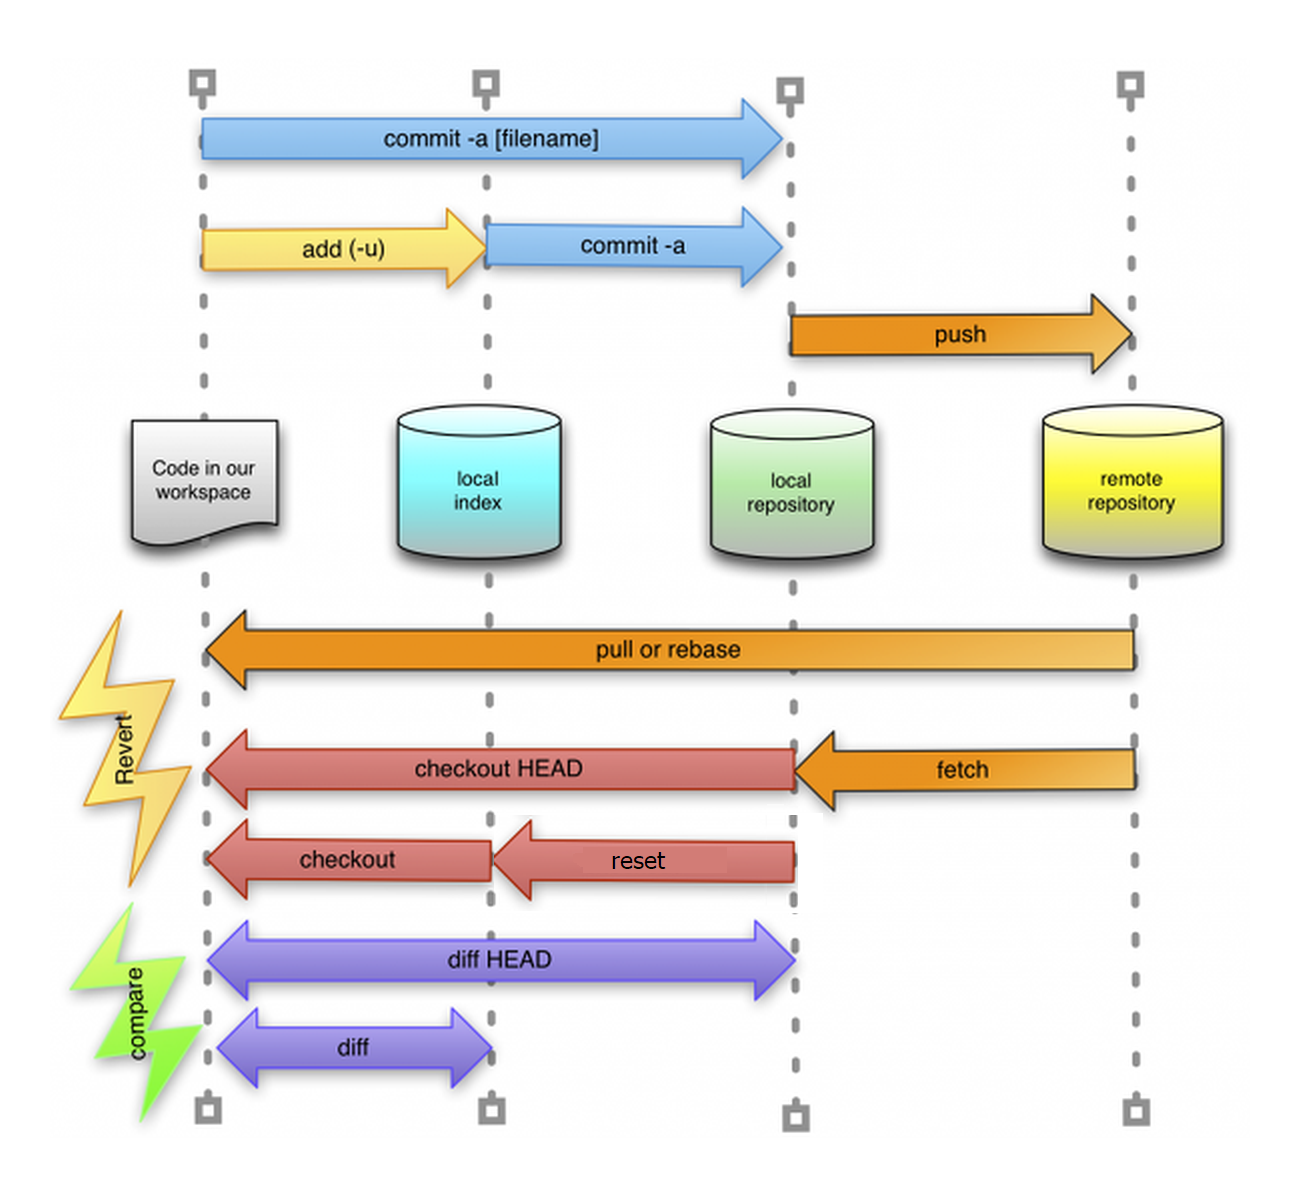 commit -a [filename]
add (-u)
commit -a
push
Code in our
workspace
local
index
local
repository
remote
repository
pull or rebase
Revert
checkout HEAD
fetch
checkout
reset
diff HEAD
compare
diff